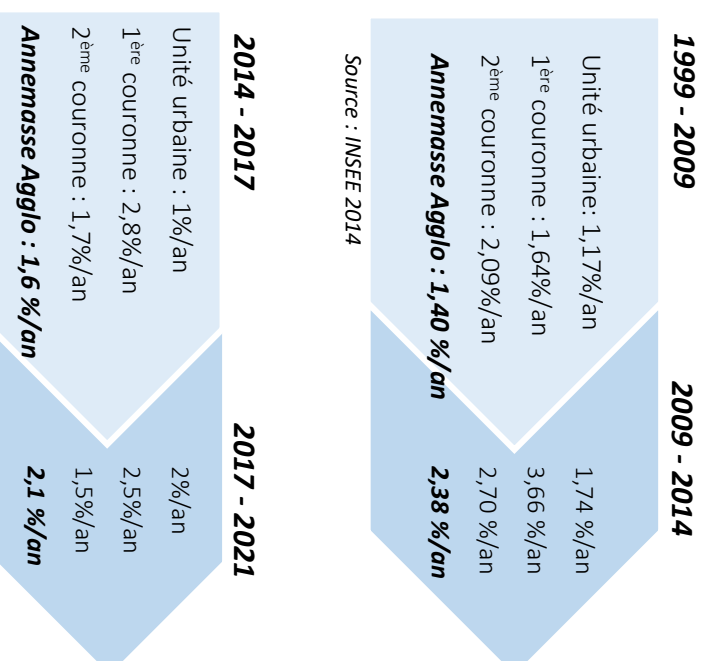 1999 - 2009
2009 - 2014
Unité urbaine: 1,17%/an
1,74 %/an
1ère couronne : 1,64%/an
3,66 %/an
2ème couronne : 2,09%/an
2,70 %/an
Annemasse Agglo : 1,40 %/an
2,38 %/an
Source : INSEE 2014
2014 - 2017
2017 - 2021
Unité urbaine : 1%/an
2%/an
1ère couronne : 2,8%/an
2,5%/an
2ème couronne : 1,7%/an
1,5%/an
Annemasse Agglo : 1,6 %/an
2,1 %/an